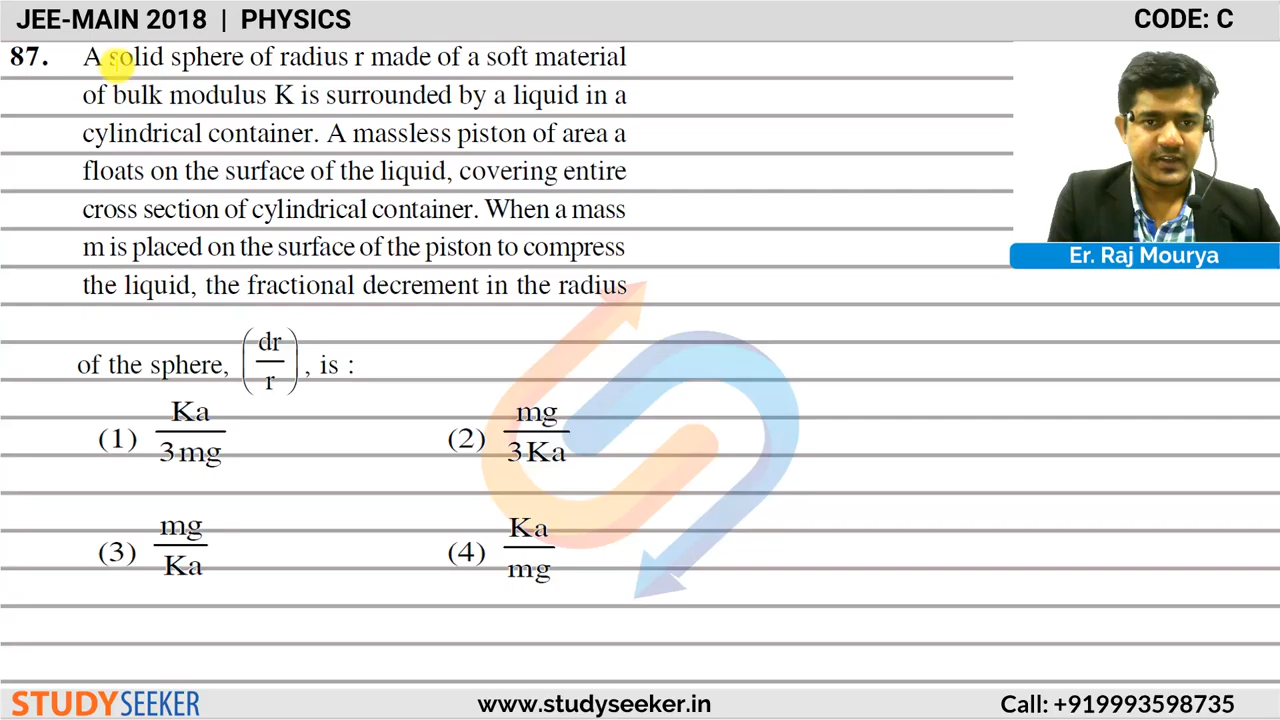 JEE-MAIN 2018 | PHYSICS
CODE: C
87. A solid sphere of radius r made of a soft material
of bulk modulus K is surrounded by a liquid in a
cylindrical container. A massless piston of area a
floats on the surface of the liquid, covering entire
cross section of cylindrical container. When a mass
m is placed on the surface of the piston to compress
the liquid, the fractional decrement in the radius
of the sphere, (dr/r), is :
(1) Ka/3mg (2) mg/3Ka
(3) mg/Ka (4) Ka/mg
Er. Raj Mourya
STUDYSEEKER
www.studyseeker.in
Call: +919993598735